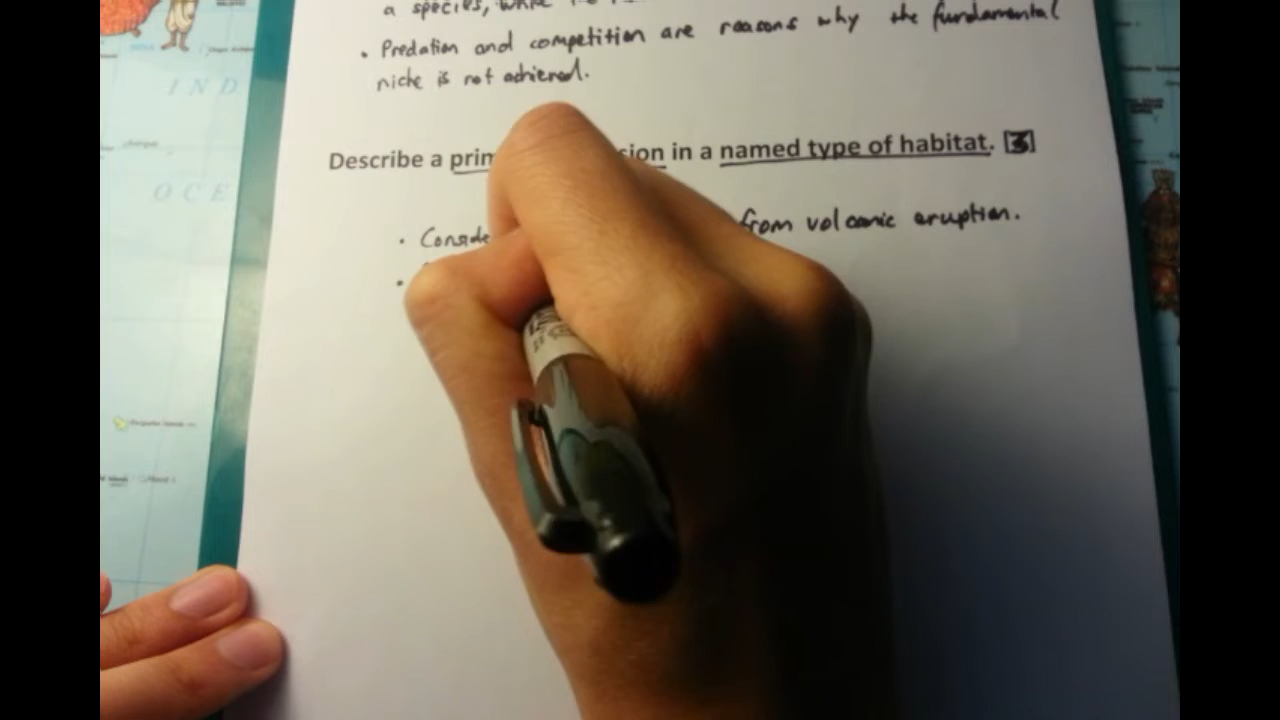 a species,
• Predation and competition are reasons why the fundamental
niche is not achieved.
Describe a prim sion in a named type of habitat. [3]
• Conside from volcanic eruption.
•
I N D
O C E